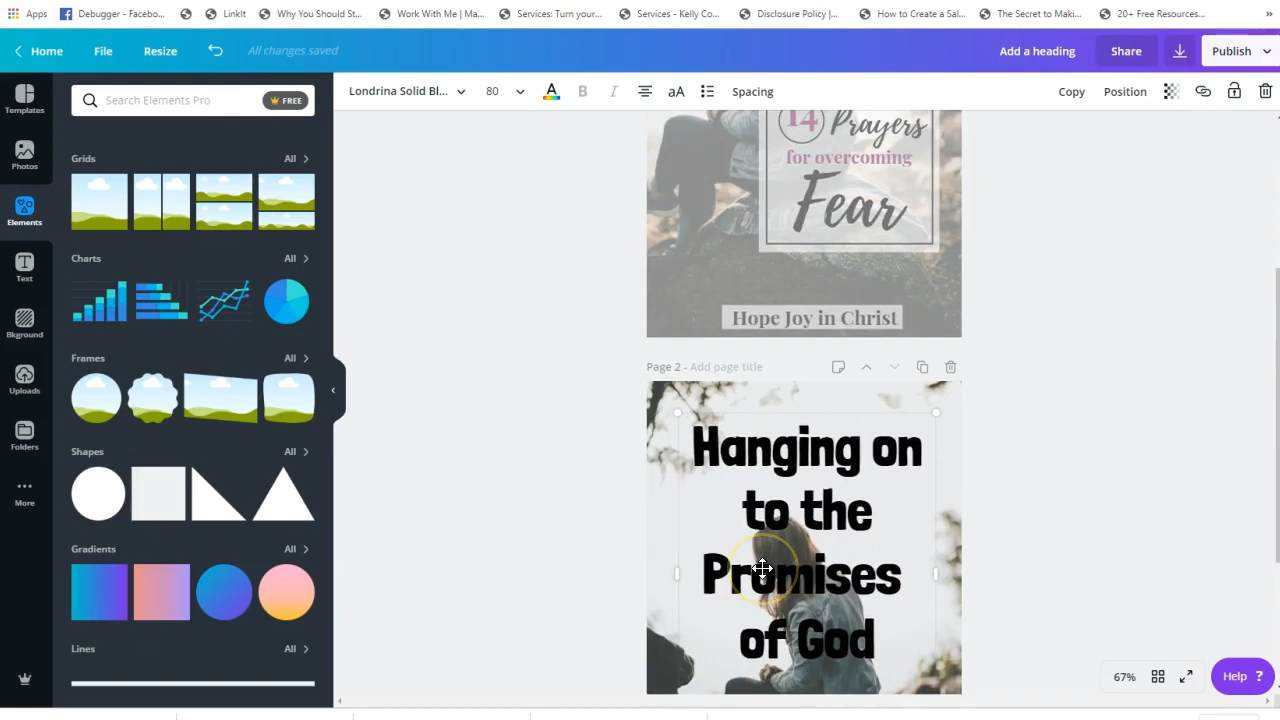 Apps
Debugger - Facebo...
LinkIt
Why You Should St...
Work With Me | Ma...
Services: Turn your...
Services - Kelly Co...
Disclosure Policy |...
How to Create a Sal...
The Secret to Maki...
20+ Free Resources...
»
Home
File
Resize
All changes saved
Add a heading
Share
Publish
Templates
Photos
Elements
Text
Bkground
Uploads
Folders
More
Search Elements Pro
FREE
Grids
All
Charts
All
Frames
All
Shapes
All
Gradients
All
Lines
All
Londrina Solid Bl...
80
A
B
I
aA
Spacing
Copy
Position
14 Prayers
for overcoming
Fear
Hope Joy in Christ
Page 2 - Add page title
Hanging on
to the
Promises
of God
67%
Help ?